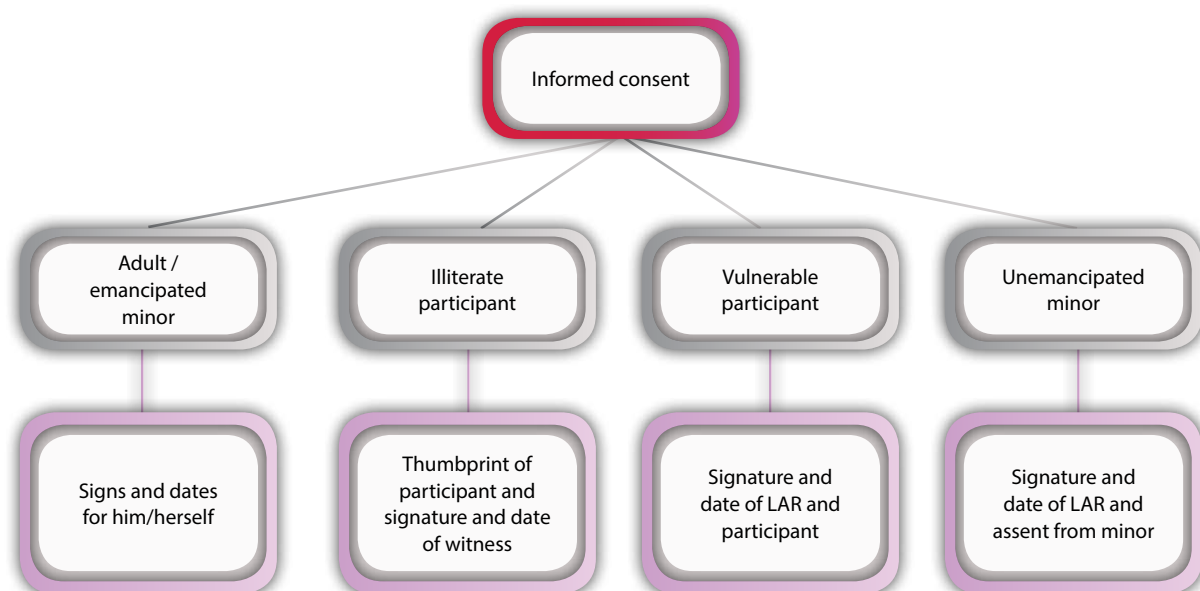 Informed consent
Adult /
emancipated
minor
Illiterate
participant
Vulnerable
participant
Unemancipated
minor
Signs and dates
for him/herself
Thumbprint of
participant and
signature and date
of witness
Signature and
date of LAR and
participant
Signature and
date of LAR and
assent from minor